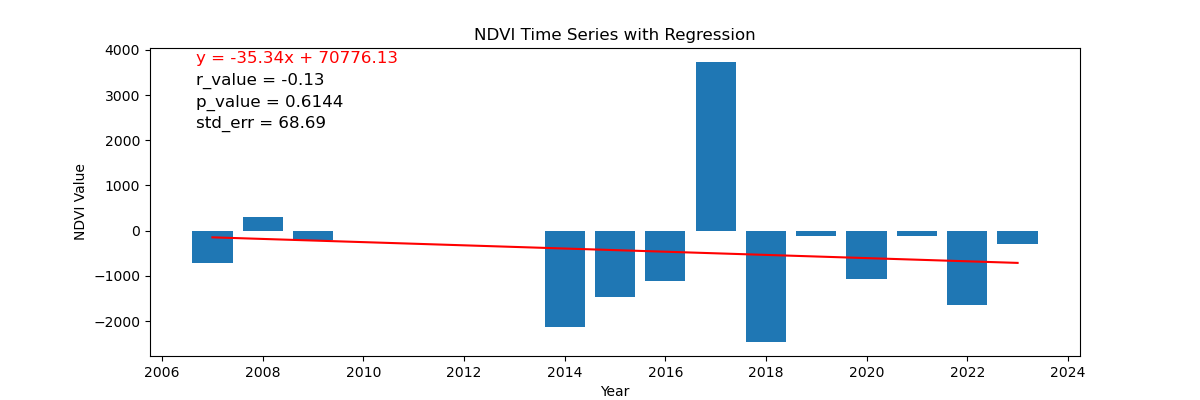 NDVI Time Series with Regression
y = -35.34x + 70776.13
r_value = -0.13
p_value = 0.6144
std_err = 68.69
NDVI Value
4000
3000
2000
1000
0
−1000
−2000
2006 2008 2010 2012 2014 2016 2018 2020 2022 2024
Year